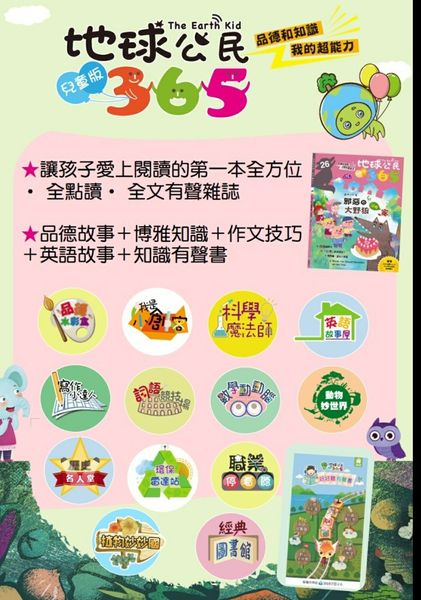 The Earth Kid
地球公民
兒童版
365
品德和知識
我的超能力
★讓孩子愛上閱讀的第一本全方位
・ 全點讀・ 全文有聲雜誌
★品德故事＋博雅知識＋作文技巧
＋英語故事＋知識有聲書
26
地球公民
365
邪惡的
大野狼
品德
水彩盒
我是
小創客
科學
魔法師
英語
故事屋
寫作
小達人
詞語
競技場
數學動動腦
動物
妙世界
歷史
名人堂
環保
雷達站
職業
停看聽
植物妙妙園
經典
圖書館